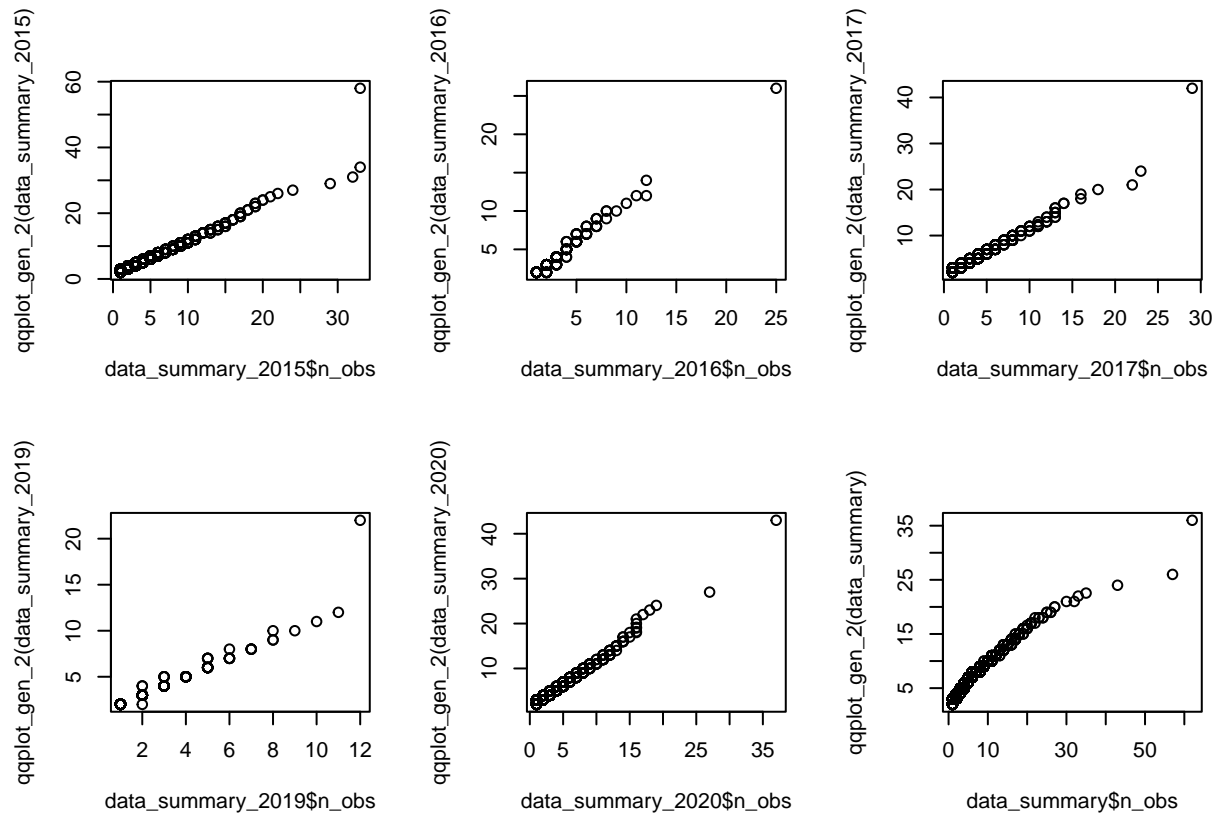 qqplot_gen_2(data_summary_2015)
60
40
20
0
0 5 10 20 30
data_summary_2015$n_obs
qqplot_gen_2(data_summary_2016)
20
10
5
5 10 15 20 25
data_summary_2016$n_obs
qqplot_gen_2(data_summary_2017)
40
30
20
10
0 5 10 15 20 25 30
data_summary_2017$n_obs
qqplot_gen_2(data_summary_2019)
20
15
10
5
2 4 6 8 10 12
data_summary_2019$n_obs
qqplot_gen_2(data_summary_2020)
40
30
20
10
0 5 15 25 35
data_summary_2020$n_obs
qqplot_gen_2(data_summary)
35
25
15
5
0 10 30 50
data_summary$n_obs